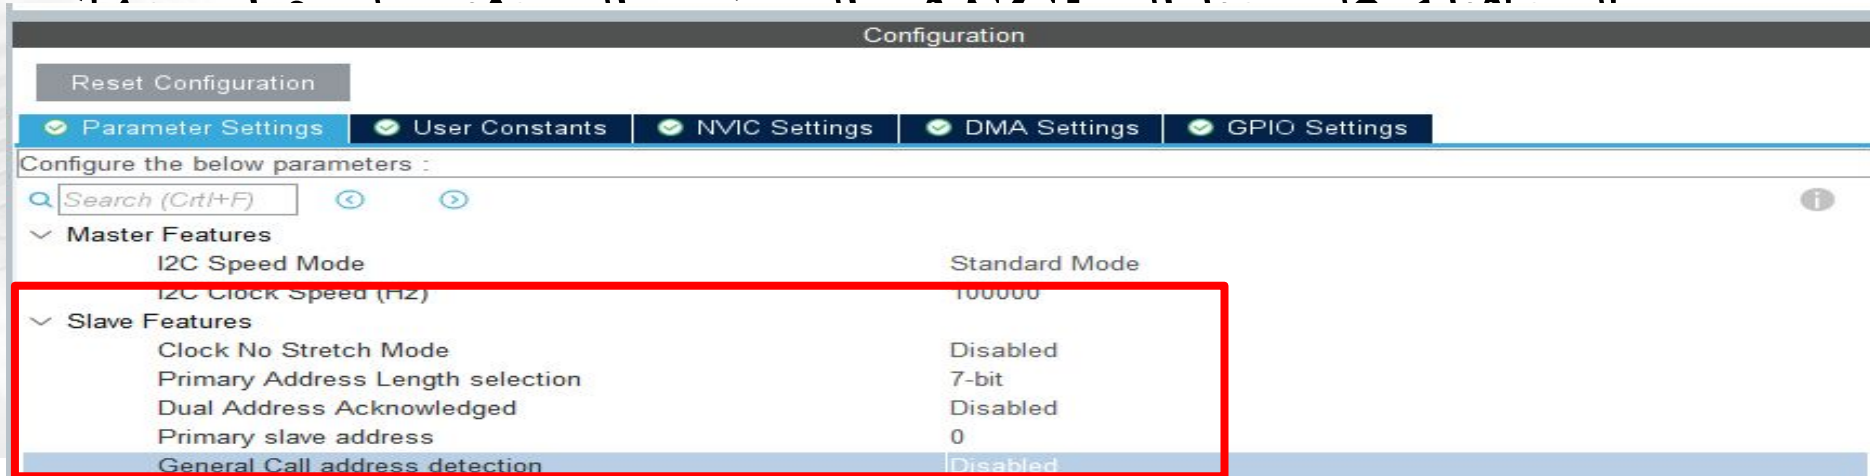 Configuration
Reset Configuration
Parameter Settings User Constants NVIC Settings DMA Settings GPIO Settings
Configure the below parameters :
Search (Crtl+F)
Master Features
I2C Speed Mode Standard Mode
I2C Clock Speed (Hz) 100000
Slave Features
Clock No Stretch Mode Disabled
Primary Address Length selection 7-bit
Dual Address Acknowledged Disabled
Primary slave address 0
General Call address detection Disabled